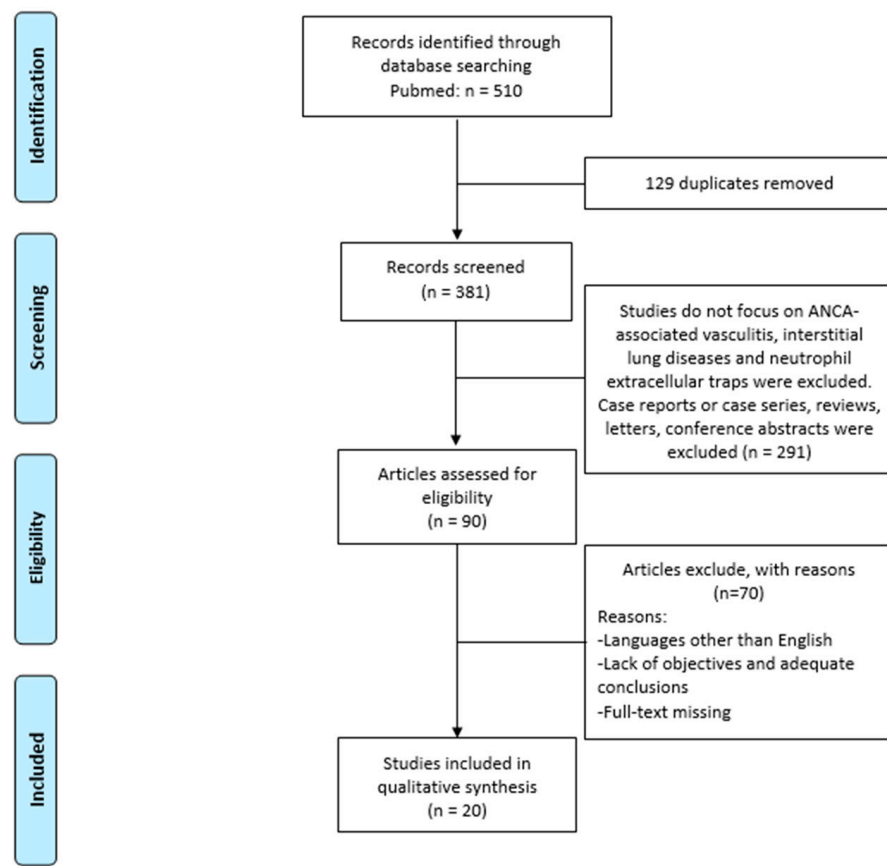 Identification
Records identified through
database searching
Pubmed: n = 510
129 duplicates removed
Screening
Records screened
(n = 381)
Studies do not focus on ANCA-
associated vasculitis, interstitial
lung diseases and neutrophil
extracellular traps were excluded.
Case reports or case series, reviews,
letters, conference abstracts were
excluded (n = 291)
Eligibility
Articles assessed for
eligibility
(n = 90)
Articles exclude, with reasons
(n=70)
Reasons:
-Languages other than English
-Lack of objectives and adequate
conclusions
-Full-text missing
Included
Studies included in
qualitative synthesis
(n = 20)